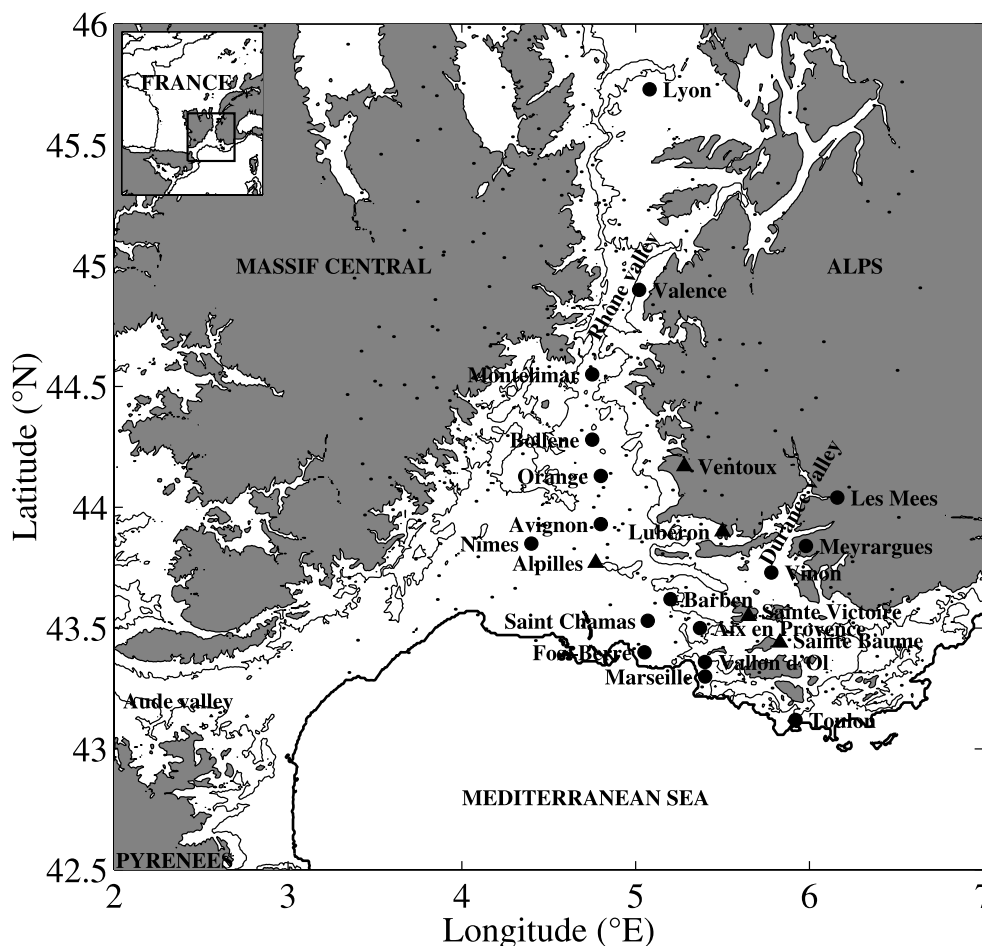 46
FRANCE
Lyon
45.5
45
MASSIF CENTRAL
ALPS
Rhone valley
Valence
44.5
Montelimar
Bollene
Orange
Ventoux
Durance valley
Les Mees
44
Avignon
Luberon
Nimes
Meyrargues
Alpilles
Vinon
Barben
43.5
Saint Chamas
Sainte Victoire
Aix en Provence
Sainte Baume
Fos/Berre
Vallon d'Ol
Marseille
Aude valley
Toulon
43
MEDITERRANEAN SEA
PYRENEES
42.5
2 3 4 5 6 7
Latitude (°N)
Longitude (°E)